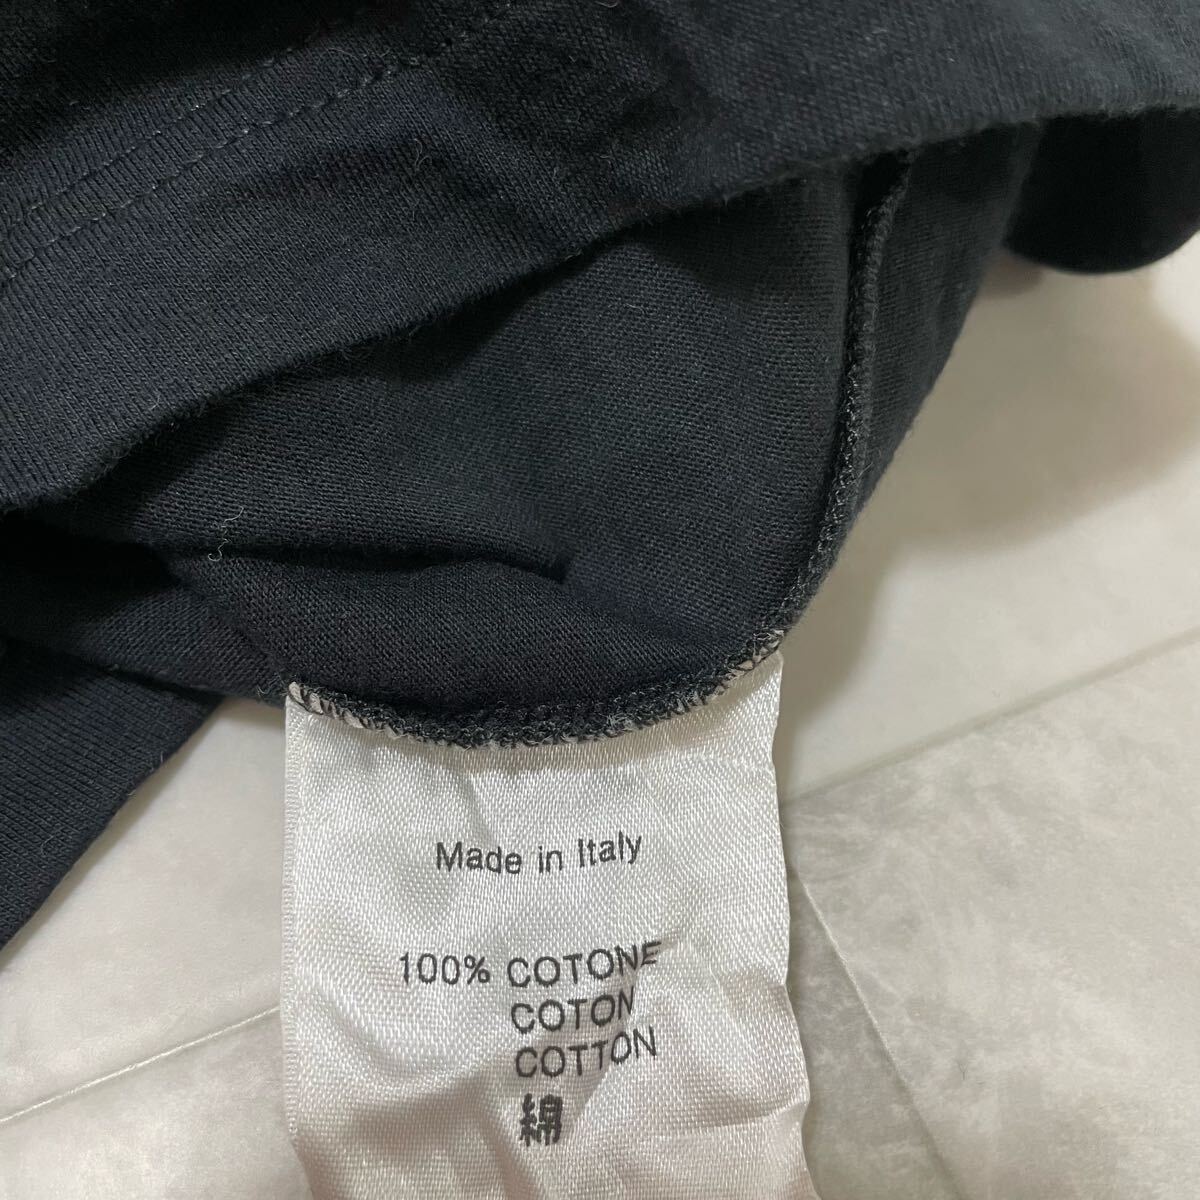 Made in Italy
100% COTONE
COTON
COTTON
綿